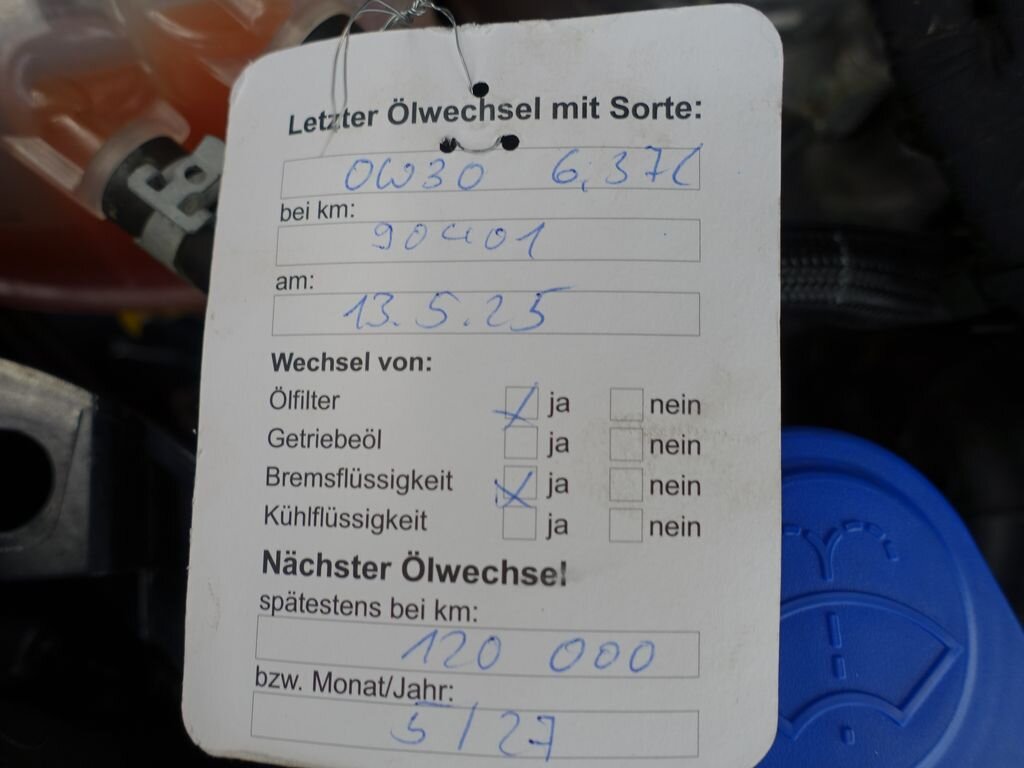 Letzter Ölwechsel mit Sorte:
0W30 6,37L
bei km:
90401
am:
13.5.25
Wechsel von:
Ölfilter ja nein
Getriebeöl ja nein
Bremsflüssigkeit ja nein
Kühlflüssigkeit ja nein
Nächster Ölwechsel
spätestens bei km:
120 000
bzw. Monat/Jahr:
5/27